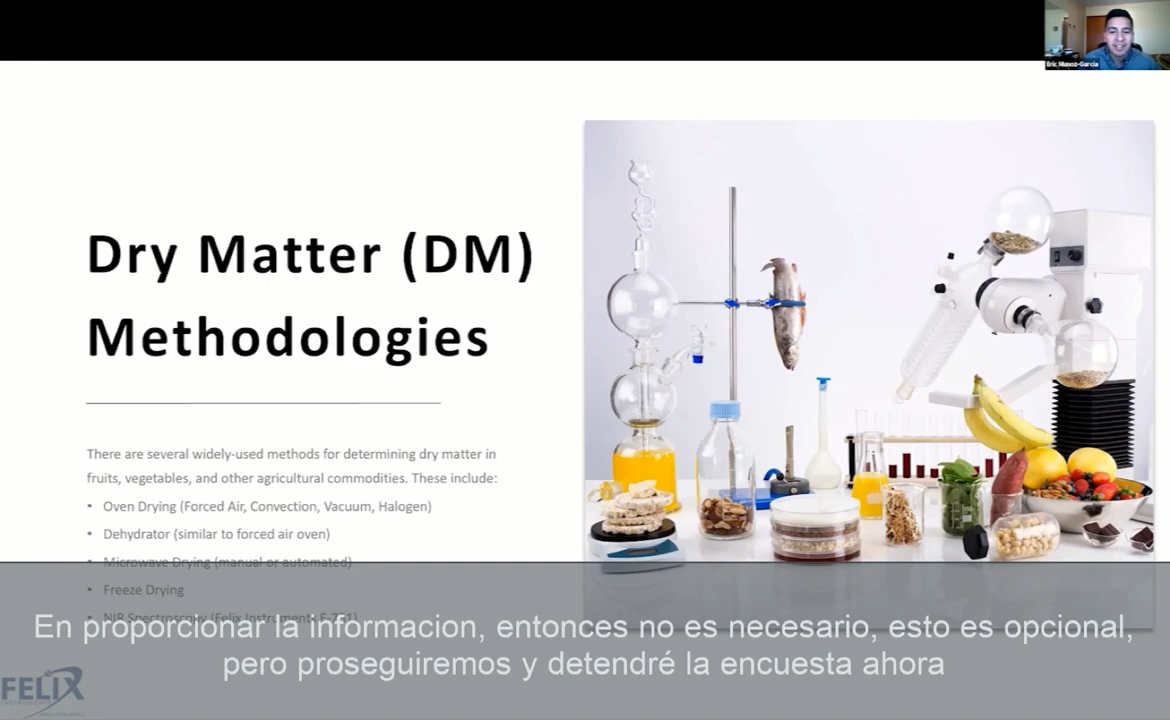 Eric Munoz-Garcia
Dry Matter (DM)
Methodologies
There are several widely-used methods for determining dry matter in
fruits, vegetables, and other agricultural commodities. These include:
• Oven Drying (Forced Air, Convection, Vacuum, Halogen)
• Dehydrator (similar to forced air oven)
• Microwave Drying (manual or automated)
• Freeze Drying
• NIR Spectroscopy (Felix Instruments F-751)
En proporcionar la informacion, entonces no es necesario, esto es opcional,
pero proseguiremos y detendré la encuesta ahora
FELIX
INSTRUMENTS